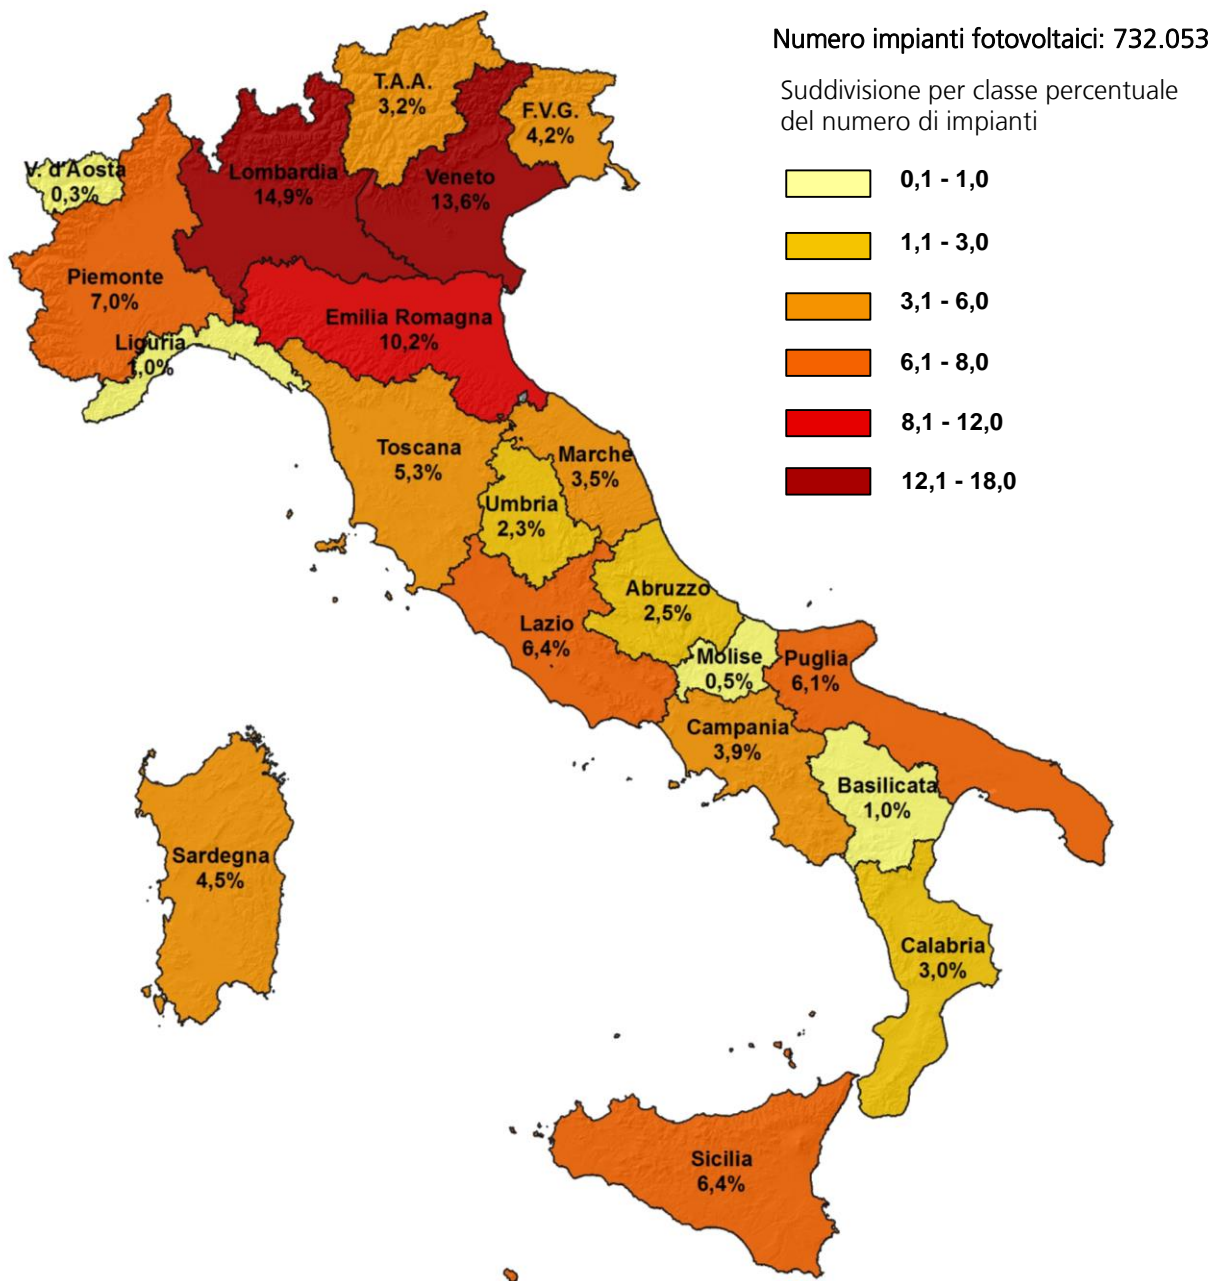 Numero impianti fotovoltaici: 732.053
Suddivisione per classe percentuale
del numero di impianti
0,1 - 1,0
1,1 - 3,0
3,1 - 6,0
6,1 - 8,0
8,1 - 12,0
12,1 - 18,0
T.A.A.
3,2%
F.V.G.
4,2%
V. d'Aosta
0,3%
Lombardia
14,9%
Veneto
13,6%
Piemonte
7,0%
Emilia Romagna
10,2%
Liguria
1,0%
Toscana
5,3%
Marche
3,5%
Umbria
2,3%
Abruzzo
2,5%
Lazio
6,4%
Molise
0,5%
Puglia
6,1%
Campania
3,9%
Basilicata
1,0%
Sardegna
4,5%
Calabria
3,0%
Sicilia
6,4%